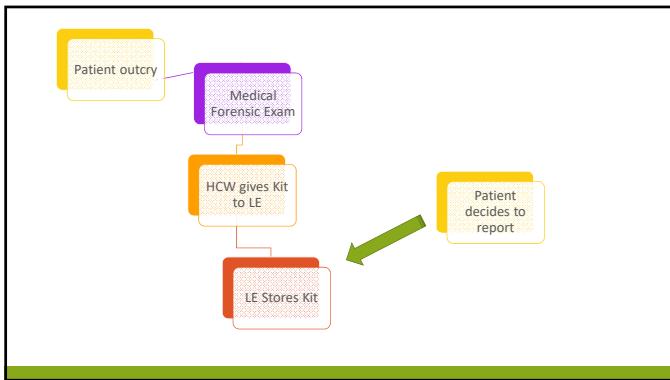 Patient outcry
Medical
Forensic Exam
HCW gives Kit
to LE
Patient
decides to
report
LE Stores Kit